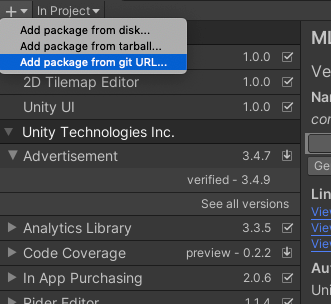 In Project
Add package from disk...
Add package from tarball...
Add package from git URL...
1.0.0
2D Tilemap Editor 1.0.0
Unity UI 1.0.0
Unity Technologies Inc.
Advertisement 3.4.7
verified - 3.4.9
See all versions
Analytics Library 3.3.5
Code Coverage preview - 0.2.2
In App Purchasing 2.0.6
Rider Editor 1.1.4
ML
Ve
Na
con
Ge
Lin
View
View
View
Au
Uni